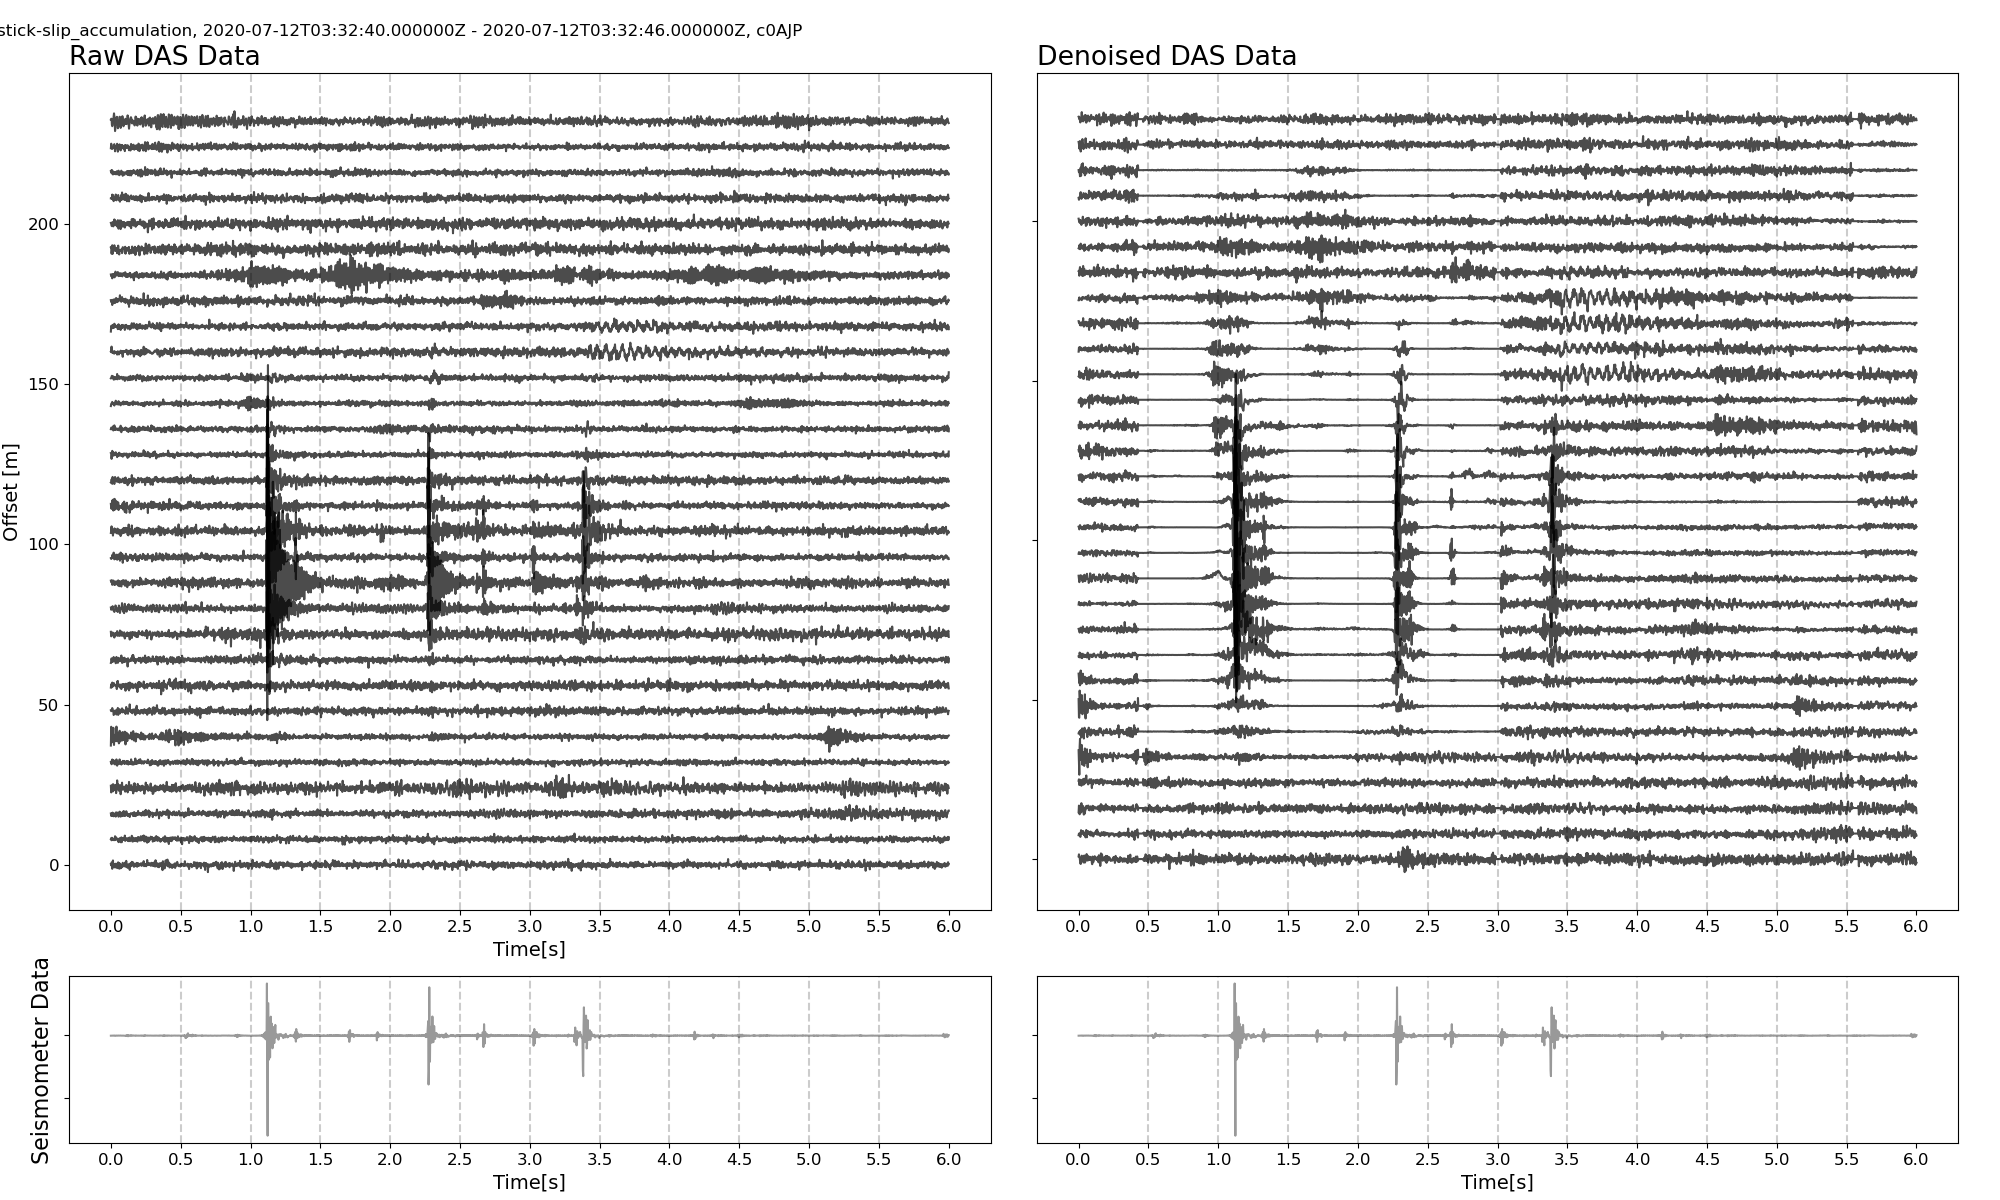 stick-slip_accumulation, 2020-07-12T03:32:40.000000Z - 2020-07-12T03:32:46.000000Z, c0AJP
Raw DAS Data
Denoised DAS Data
Offset [m]
200
150
100
50
0
0.0 0.5 1.0 1.5 2.0 2.5 3.0 3.5 4.0 4.5 5.0 5.5 6.0
Time[s]
0.0 0.5 1.0 1.5 2.0 2.5 3.0 3.5 4.0 4.5 5.0 5.5 6.0
Seismometer Data
0.0 0.5 1.0 1.5 2.0 2.5 3.0 3.5 4.0 4.5 5.0 5.5 6.0
Time[s]
0.0 0.5 1.0 1.5 2.0 2.5 3.0 3.5 4.0 4.5 5.0 5.5 6.0
Time[s]